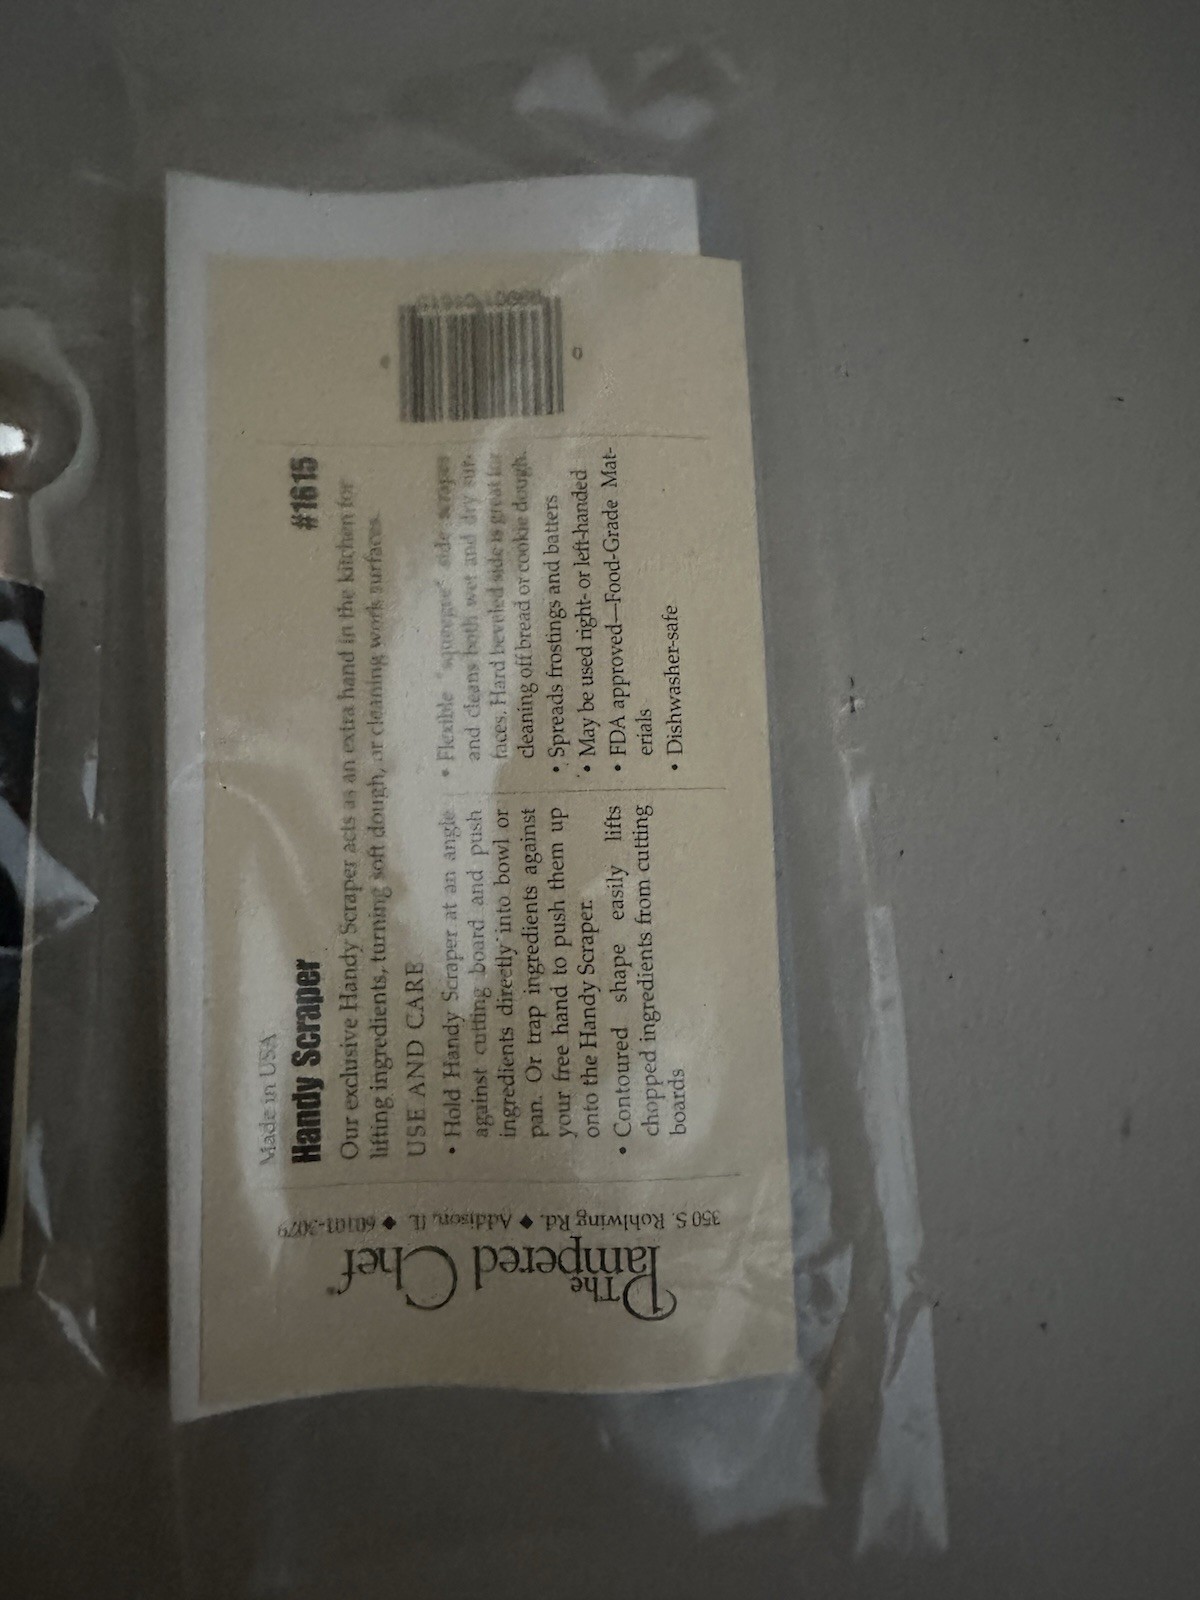 Made in USA
Handy Scraper #1615
Our exclusive Handy Scraper acts as an extra hand in the kitchen for
lifting ingredients, turning soft dough, or cleaning work surfaces.
USE AND CARE
• Hold Handy Scraper at an angle
against cutting board and push
ingredients directly into bowl or
pan. Or trap ingredients against
your free hand to push them up
onto the Handy Scraper.
• Contoured shape easily lifts
chopped ingredients from cutting
boards
• Flexible "squeegee" side scrapes
and cleans both wet and dry sur-
faces. Hard beveled side is great for
cleaning off bread or cookie dough.
• Spreads frostings and batters
• May be used right- or left-handed
• FDA approved—Food-Grade Mat-
erials
• Dishwasher-safe
The
Pampered Chef®
350 S. Rohlwing Rd. ♦ Addison, IL ♦ 60101-3079
0